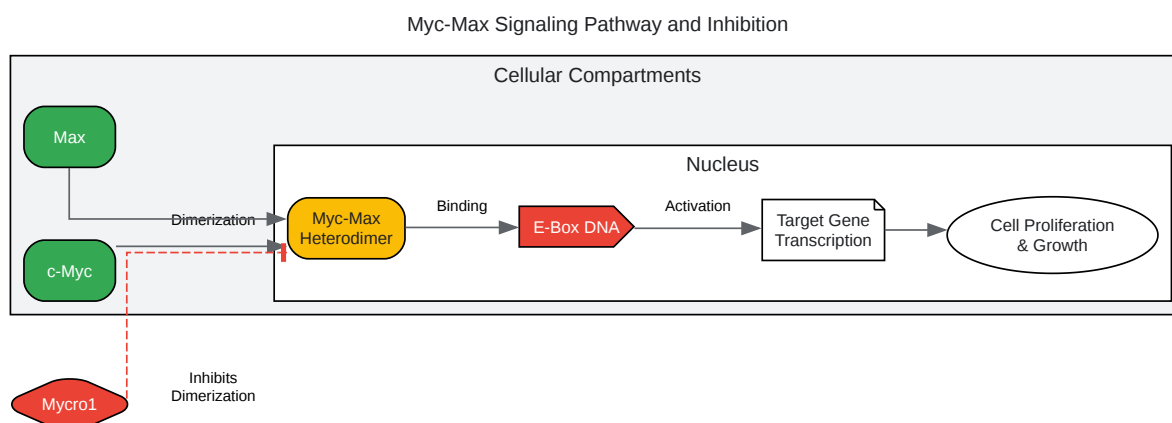 Myc-Max Signaling Pathway and Inhibition
Cellular Compartments
Max
Nucleus
Dimerization
Myc-Max
Heterodimer
Binding
E-Box DNA
Activation
Target Gene
Transcription
Cell Proliferation
& Growth
c-Myc
Inhibits
Dimerization
Mycro1